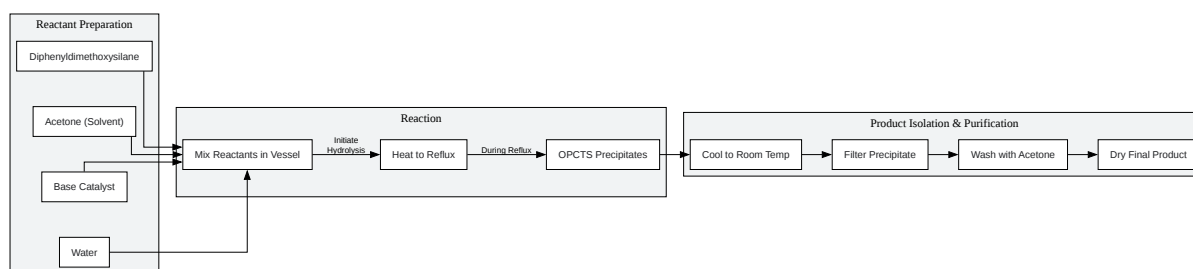 Reactant Preparation
Diphenyldimethoxysilane
Acetone (Solvent)
Base Catalyst
Water
Reaction
Mix Reactants in Vessel
Initiate
Hydrolysis
Heat to Reflux
During Reflux
OPCTS Precipitates
Product Isolation & Purification
Cool to Room Temp
Filter Precipitate
Wash with Acetone
Dry Final Product